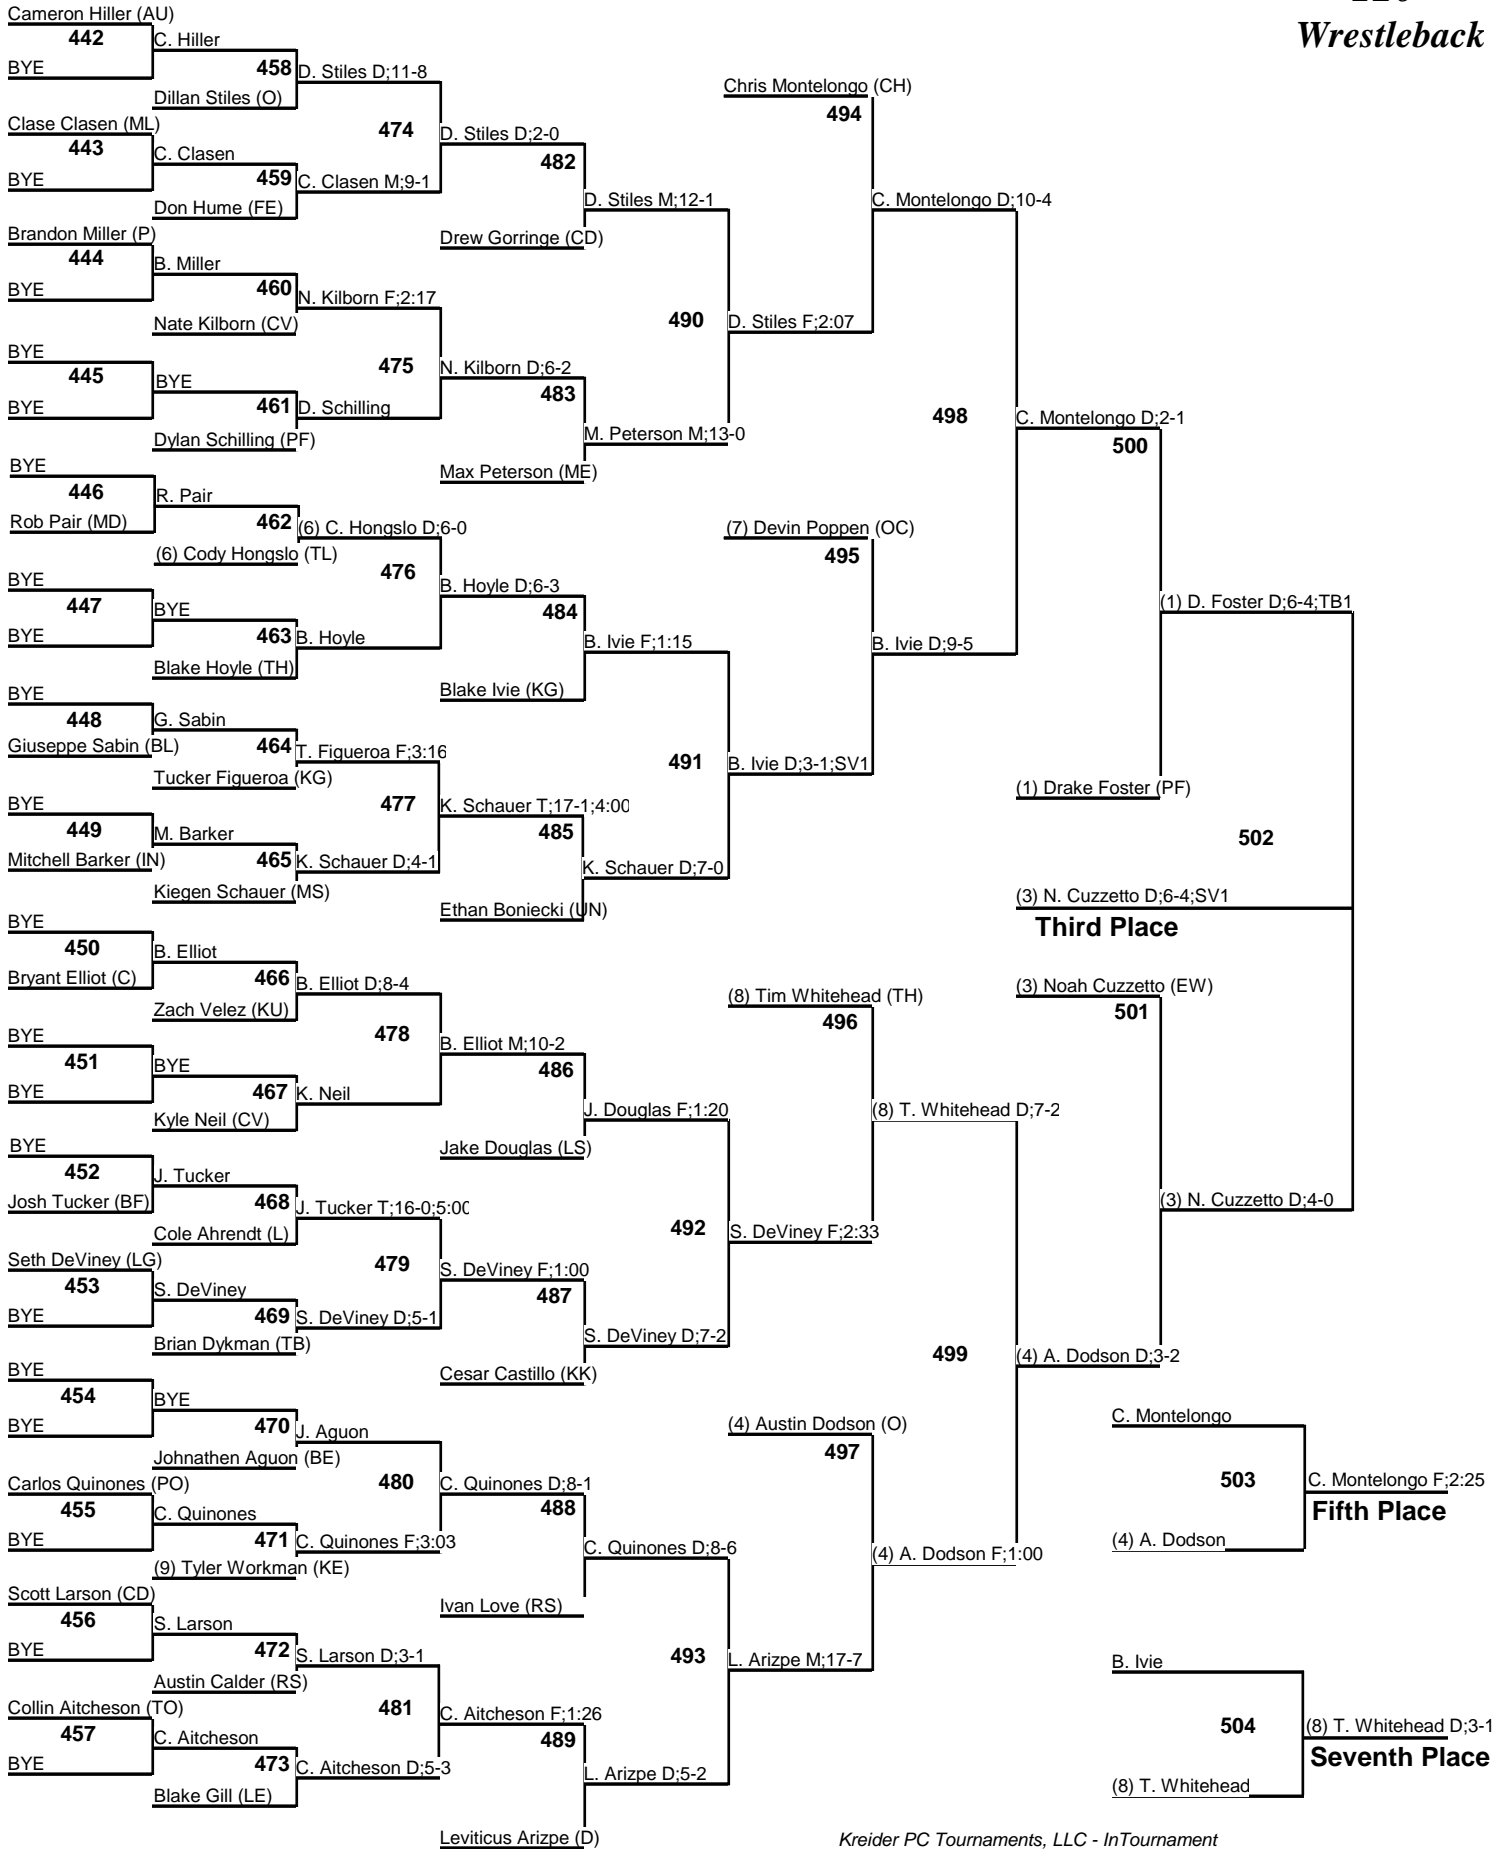 Wrestleback
Cameron Hiller (AU)
442
C. Hiller
BYE
458
D. Stiles D;11-8
Dillan Stiles (O)
Clase Clasen (ML)
474
D. Stiles D;2-0
443
C. Clasen
482
BYE
459
C. Clasen M;9-1
Don Hume (FE)
D. Stiles M;12-1
Brandon Miller (P)
Drew Gorringe (CD)
444
B. Miller
BYE
460
N. Kilborn F;2:17
Nate Kilborn (CV)
490
D. Stiles F;2:07
BYE
475
N. Kilborn D;6-2
445
BYE
483
BYE
461
D. Schilling
Dylan Schilling (PF)
M. Peterson M;13-0
Max Peterson (ME)
Chris Montelongo (CH)
494
C. Montelongo D;10-4
498
C. Montelongo D;2-1
500
BYE
446
R. Pair
Rob Pair (MD)
462
(6) C. Hongslo D;6-0
(6) Cody Hongslo (TL)
(7) Devin Poppen (OC)
495
BYE
476
B. Hoyle D;6-3
447
BYE
484
(1) D. Foster D;6-4;TB1
BYE
463
B. Hoyle
B. Ivie F;1:15
B. Ivie D;9-5
Blake Hoyle (TH)
Blake Ivie (KG)
BYE
448
G. Sabin
Giuseppe Sabin (BL)
464
T. Figueroa F;3:16
491
B. Ivie D;3-1;SV1
Tucker Figueroa (KG)
(1) Drake Foster (PF)
BYE
477
K. Schauer T;17-1;4:00
449
M. Barker
485
502
Mitchell Barker (IN)
465
K. Schauer D;4-1
K. Schauer D;7-0
Kiegen Schauer (MS)
(3) N. Cuzzetto D;6-4;SV1
Ethan Boniecki (UN)
Third Place
BYE
450
B. Elliot
Bryant Elliot (C)
466
B. Elliot D;8-4
Zach Velez (KU)
(8) Tim Whitehead (TH)
(3) Noah Cuzzetto (EW)
496
501
BYE
478
B. Elliot M;10-2
451
BYE
486
BYE
467
K. Neil
J. Douglas F;1:20
(8) T. Whitehead D;7-2
Kyle Neil (CV)
BYE
Jake Douglas (LS)
452
J. Tucker
Josh Tucker (BF)
468
J. Tucker T;16-0;5:00
(3) N. Cuzzetto D;4-0
Cole Ahrendt (L)
492
S. DeViney F;2:33
Seth DeViney (LG)
479
S. DeViney F;1:00
453
S. DeViney
487
BYE
469
S. DeViney D;5-1
S. DeViney D;7-2
Brian Dykman (TB)
499
(4) A. Dodson D;3-2
BYE
Cesar Castillo (KK)
454
BYE
BYE
470
J. Aguon
(4) Austin Dodson (O)
C. Montelongo
Johnathen Aguon (BE)
497
Carlos Quinones (PO)
480
C. Quinones D;8-1
503
C. Montelongo F;2:25
455
C. Quinones
488
Fifth Place
BYE
471
C. Quinones F;3:03
C. Quinones D;8-6
(4) A. Dodson F;1:00
(4) A. Dodson
(9) Tyler Workman (KE)
Scott Larson (CD)
Ivan Love (RS)
456
S. Larson
BYE
472
S. Larson D;3-1
493
L. Arizpe M;17-7
B. Ivie
Austin Calder (RS)
Collin Aitcheson (TO)
481
C. Aitcheson F;1:26
504
(8) T. Whitehead D;3-1
457
C. Aitcheson
489
Seventh Place
BYE
473
C. Aitcheson D;5-3
L. Arizpe D;5-2
(8) T. Whitehead
Blake Gill (LE)
Leviticus Arizpe (D)
Kreider PC Tournaments, LLC - InTournament